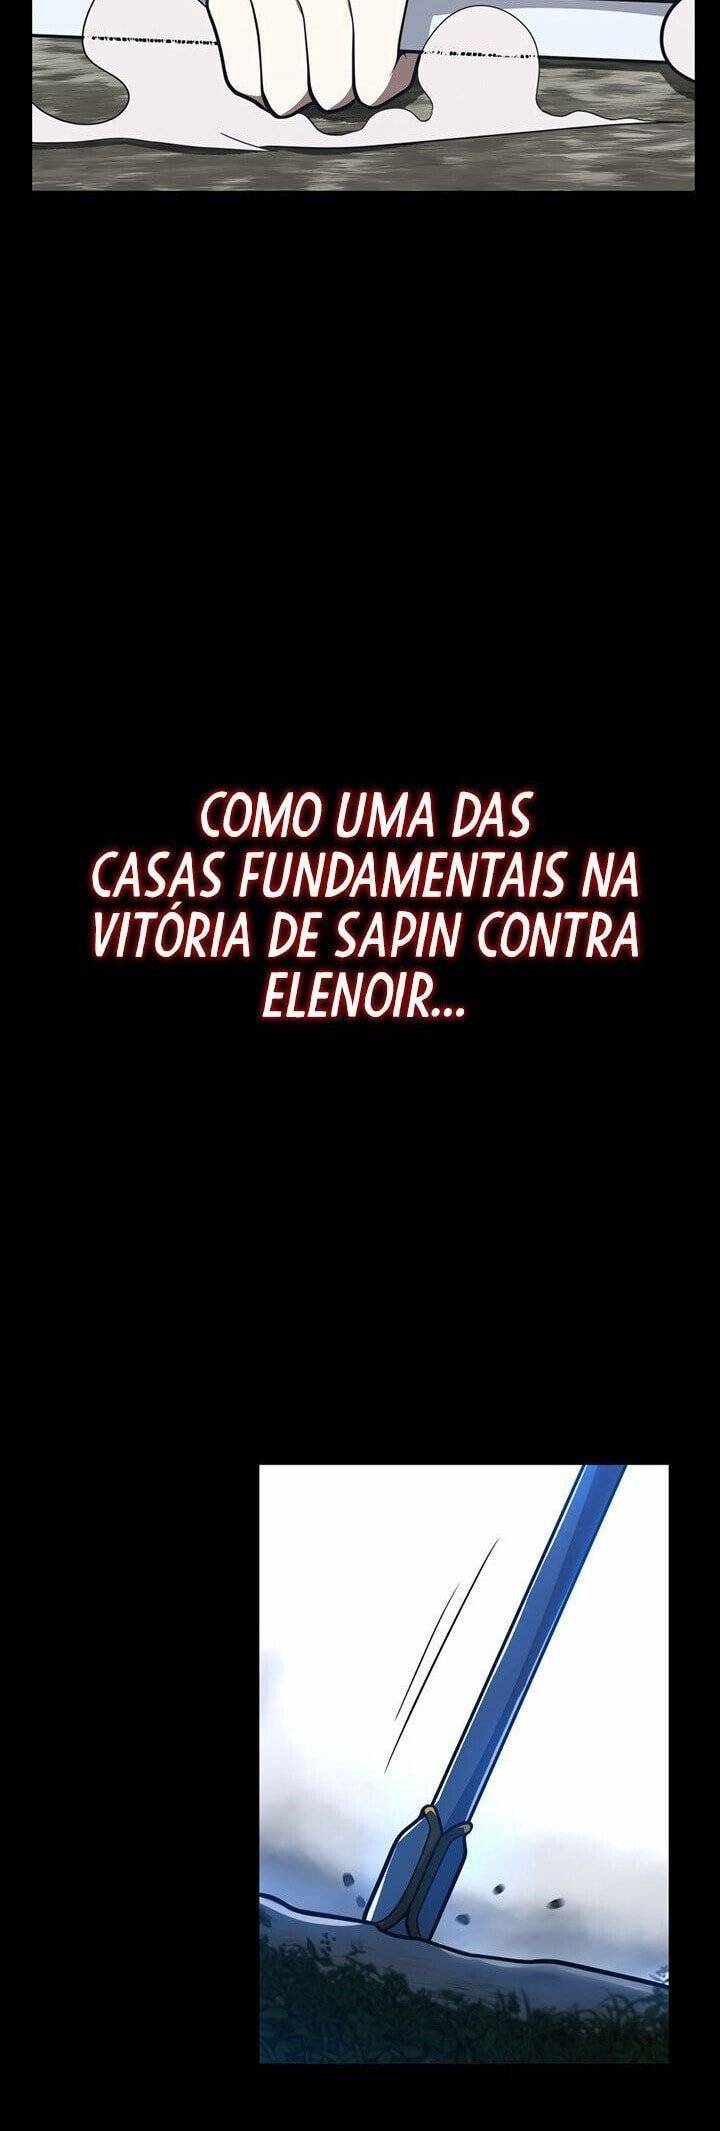 COMO UMA DAS
CASAS FUNDAMENTAIS NA
VITÓRIA DE SAPIN CONTRA
ELENOIR...